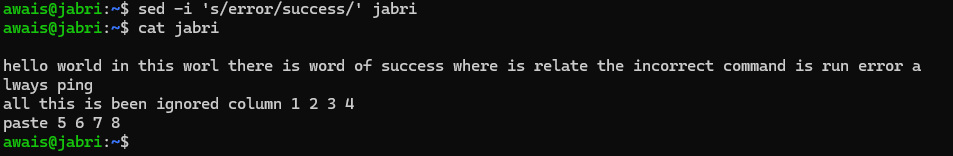 awais@jabri:~$ sed -i 's/error/success/' jabri
awais@jabri:~$ cat jabri
hello world in this worl there is word of success where is relate the incorrect command is run error a
lways ping
all this is been ignored column 1 2 3 4
paste 5 6 7 8
awais@jabri:~$